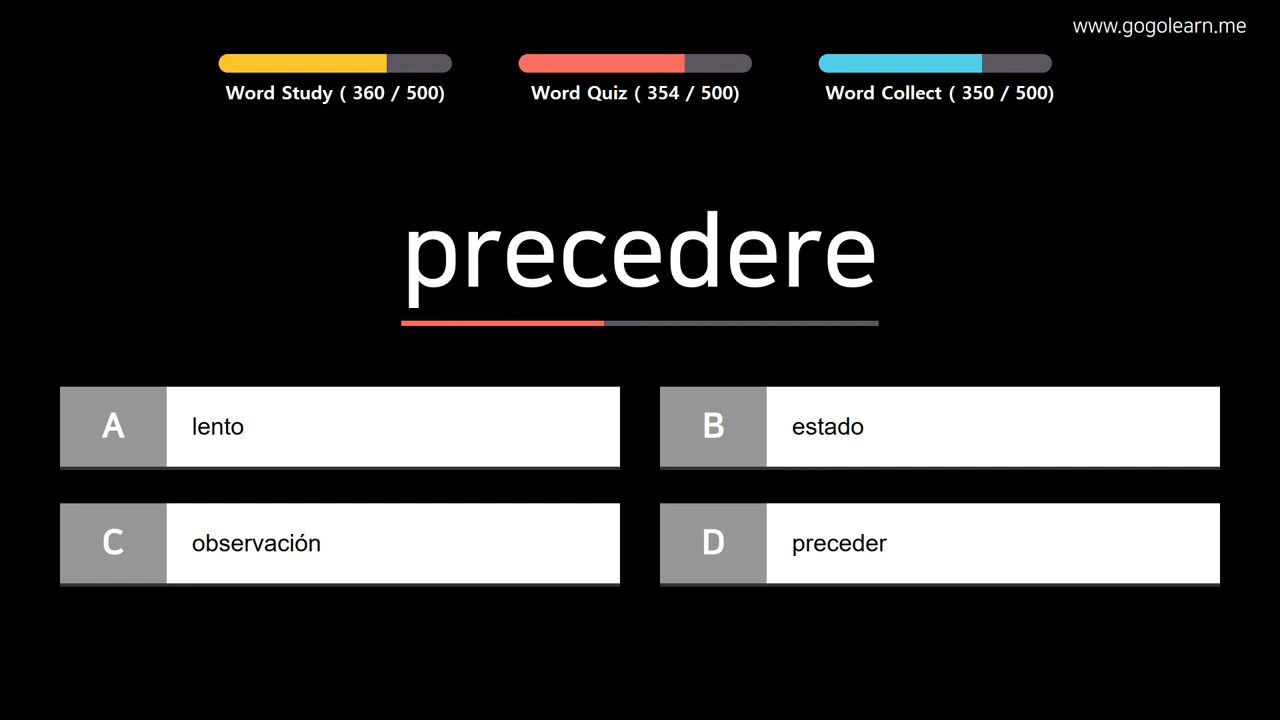 www.gogolearn.me
Word Study ( 360 / 500)
Word Quiz ( 354 / 500)
Word Collect ( 350 / 500)
precedere
A lento
B estado
C observación
D preceder